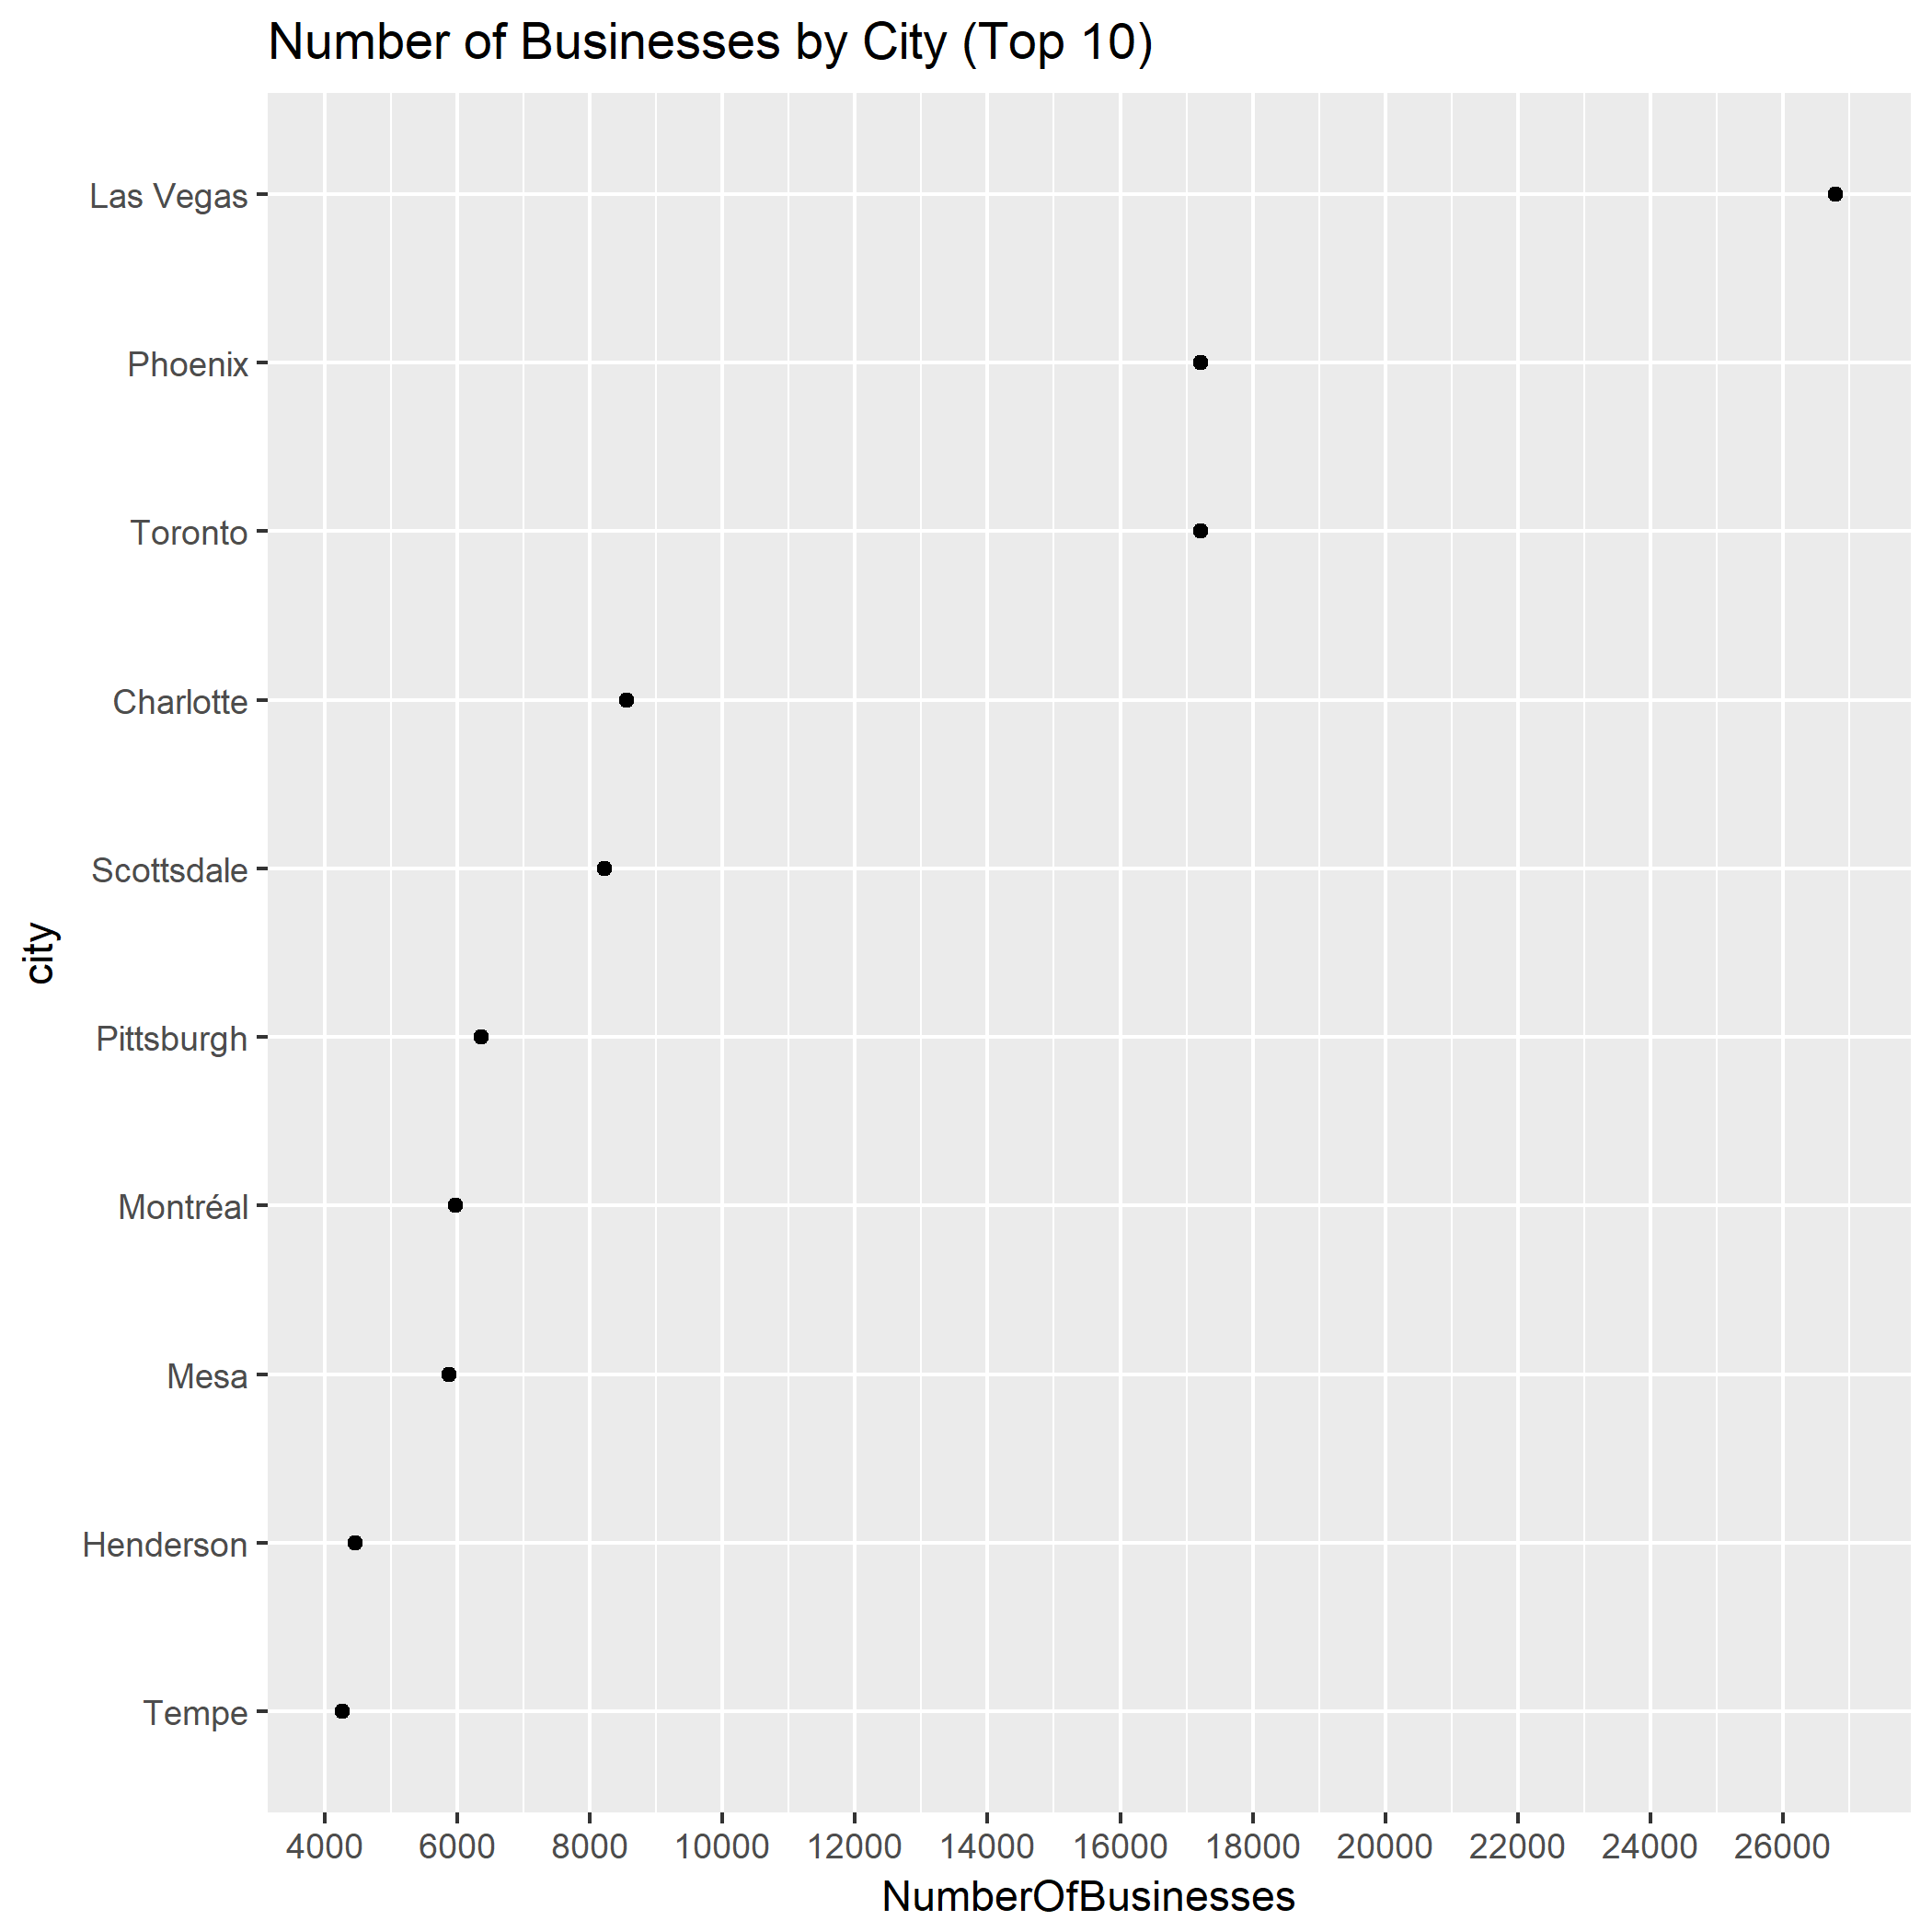 Number of Businesses by City (Top 10)
Las Vegas
Phoenix
Toronto
Charlotte
Scottsdale
city
Pittsburgh
Montréal
Mesa
Henderson
Tempe
4000 6000 8000 10000 12000 14000 16000 18000 20000 22000 24000 26000
NumberOfBusinesses